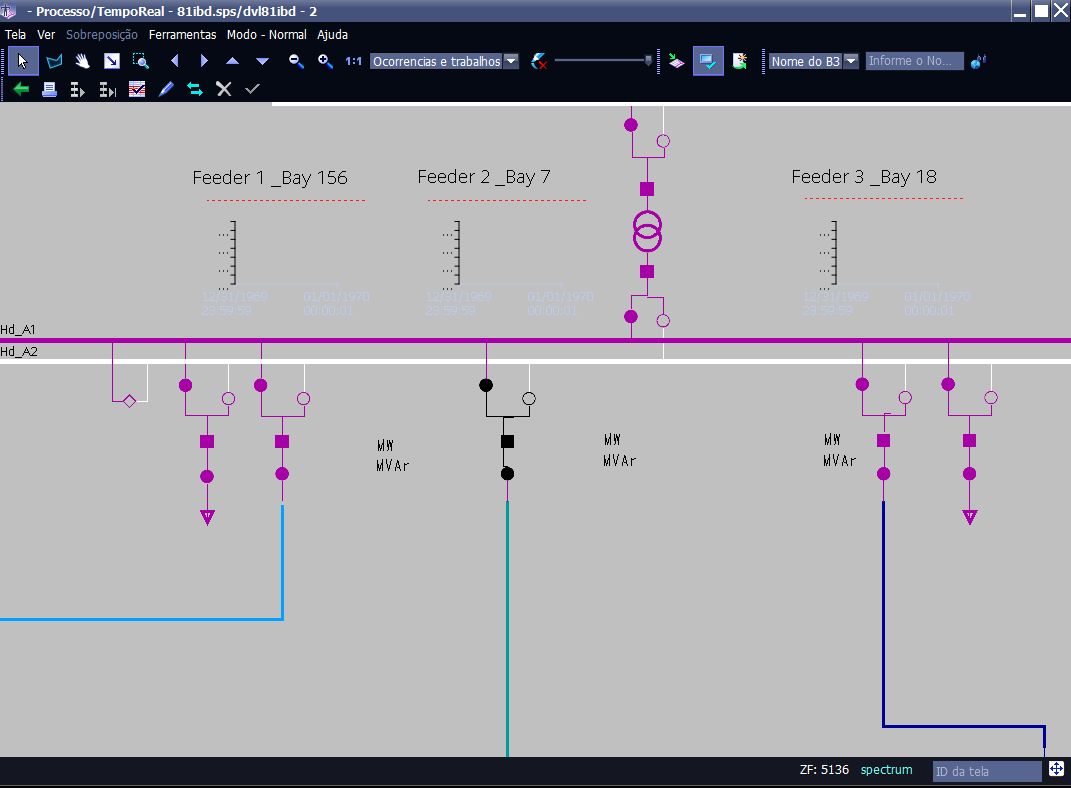 - Processo/TempoReal - 81ibd.sps/dvl81ibd - 2
Tela Ver Sobreposição Ferramentas Modo - Normal Ajuda
1:1 Ocorrencias e trabalhos Nome do B3 Informe o No...
Feeder 1 _Bay 156 Feeder 2 _Bay 7 Feeder 3 _Bay 18
12/31/1969 01/01/1970 12/31/1969 01/01/1970 12/31/1969 01/01/1970
23:59:59 00:00:01 23:59:59 00:00:01 23:59:59 00:00:01
Hd_A1
Hd_A2
MW MW MW
MVAr MVAr MVAr
ZF: 5136 spectrum ID da tela